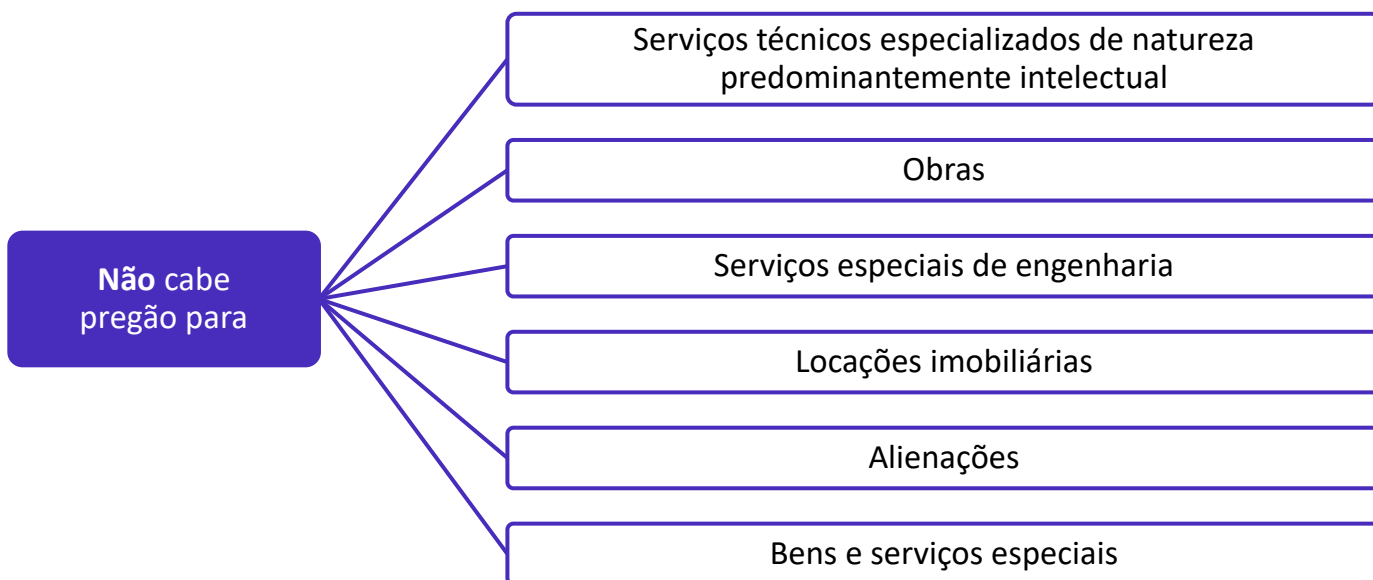 Serviços técnicos especializados de natureza
predominantemente intelectual
Obras
Serviços especiais de engenharia
Não cabe
pregão para
Locações imobiliárias
Alienações
Bens e serviços especiais